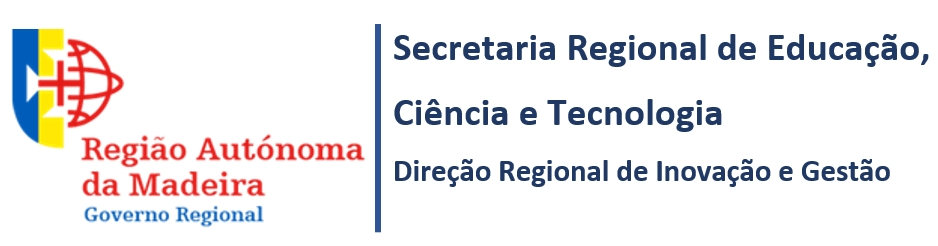 Região Autónoma
da Madeira
Governo Regional
Secretaria Regional de Educação,
Ciência e Tecnologia
Direção Regional de Inovação e Gestão